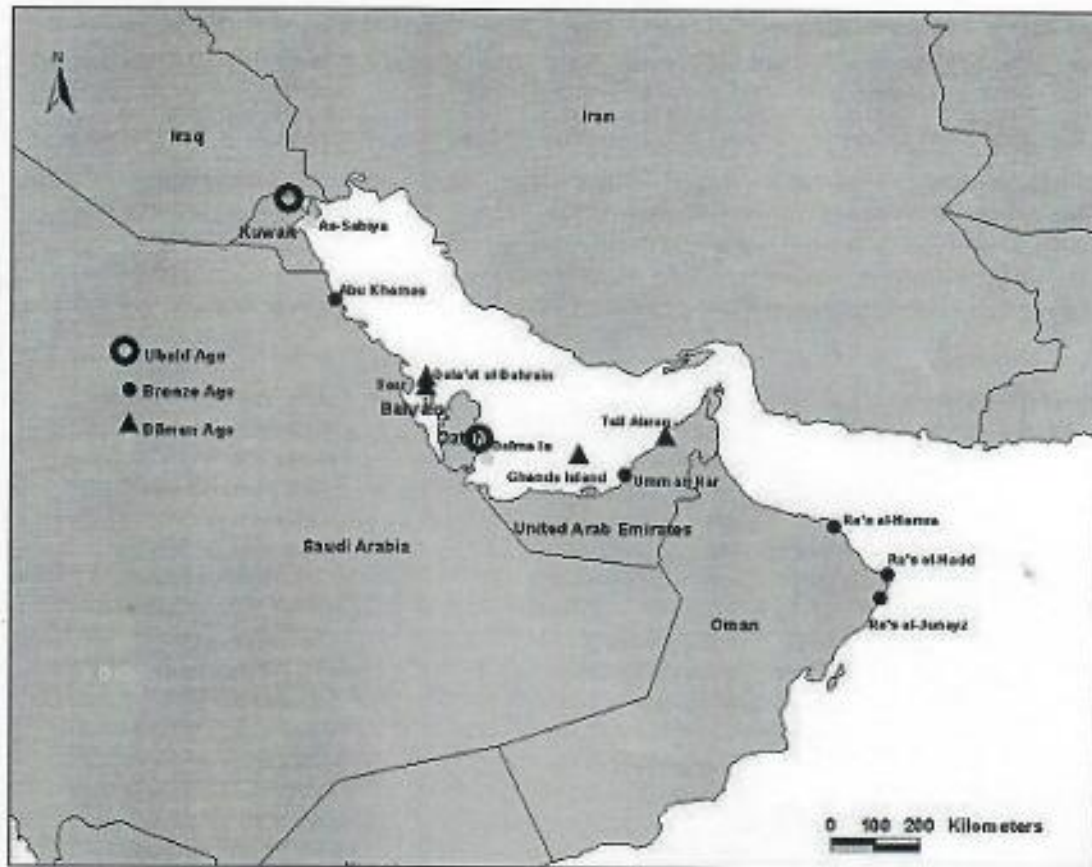 N
Iran
Iraq
As-Sabiya
Kuwait
Abu Khamas
Ubaid Age
Bronze Age
Dilmun Age
Qala'at al Bahrain
Saar
Bahrain
Qatar
Dalma Is
Tell Abraq
Ghanda Island
Umm an Nar
United Arab Emirates
Saudi Arabia
Ra's al-Hamra
Ra's al-Hadd
Ra's al-Junayz
Oman
0 100 200 Kilometers